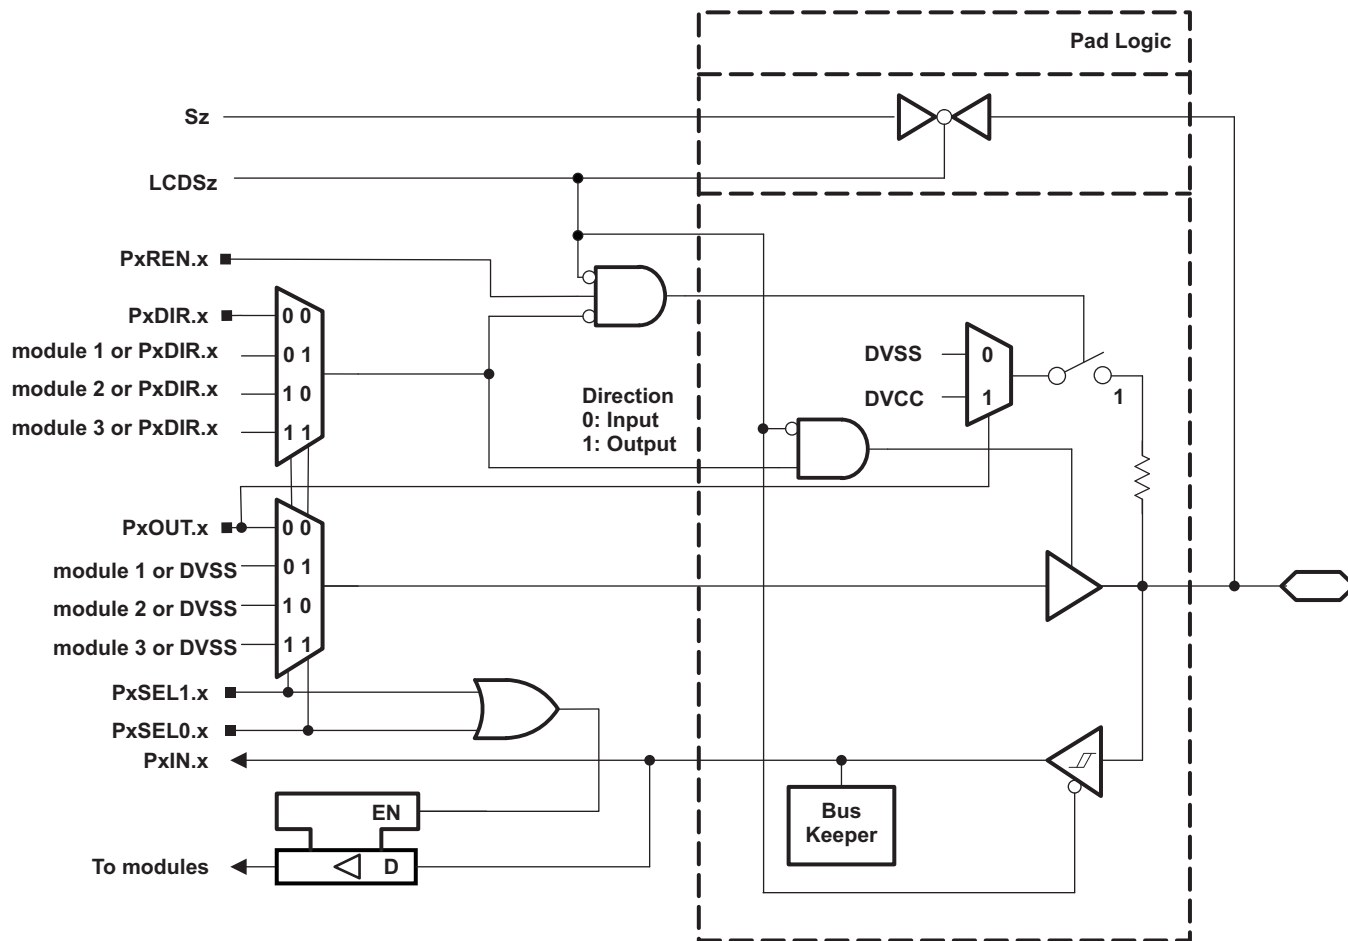 Pad Logic
Sz
LCDSz
PxREN.x
PxDIR.x
0 0
module 1 or PxDIR.x
0 1
module 2 or PxDIR.x
1 0
module 3 or PxDIR.x
1 1
Direction
0: Input
1: Output
DVSS
0
DVCC
1
1
PxOUT.x
0 0
module 1 or DVSS
0 1
module 2 or DVSS
1 0
module 3 or DVSS
1 1
PxSEL1.x
PxSEL0.x
PxIN.x
Bus
Keeper
EN
To modules
D